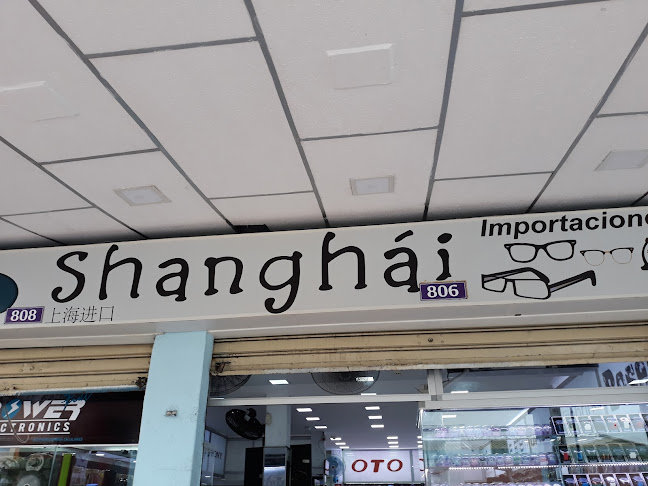 Shanghái
Importacione
808
上海进口
806
WER
CTRONICS
OTO